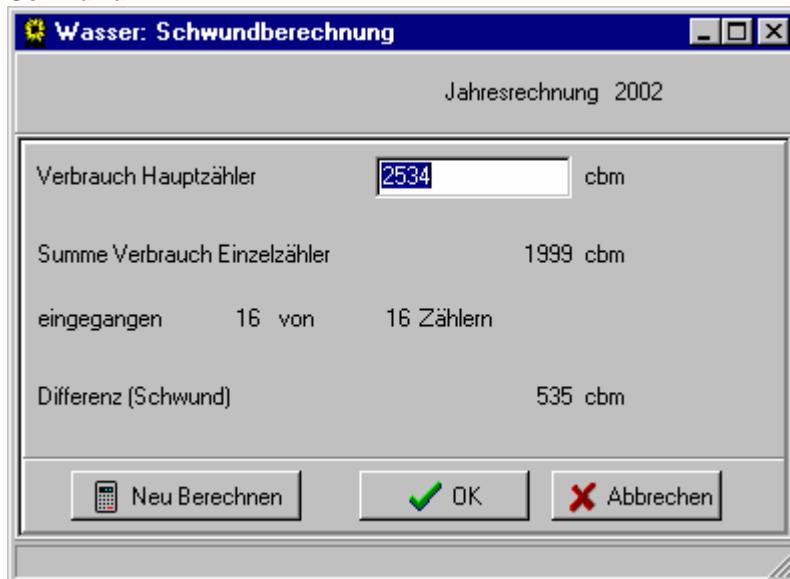 Wasser: Schwundberechnung
Jahresrechnung 2002
Verbrauch Hauptzähler 2534 cbm
Summe Verbrauch Einzelzähler 1999 cbm
eingegangen 16 von 16 Zählern
Differenz (Schwund) 535 cbm
Neu Berechnen OK Abbrechen